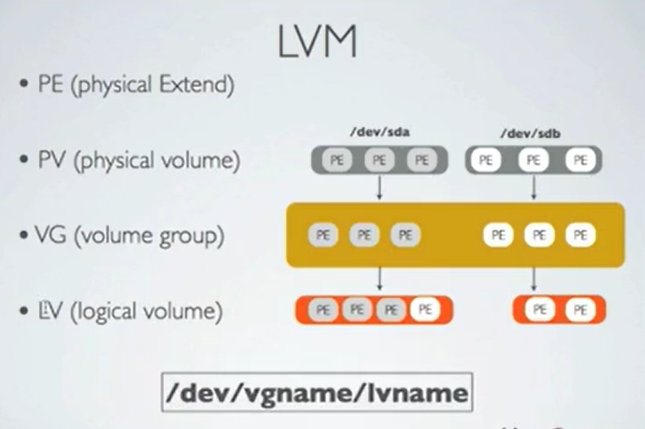 LVM
• PE (physical Extend)
/dev/sda /dev/sdb
• PV (physical volume) PE PE PE PE PE PE
• VG (volume group) PE PE PE PE PE PE
• LV (logical volume) PE PE PE PE PE PE
/dev/vgname/lvname